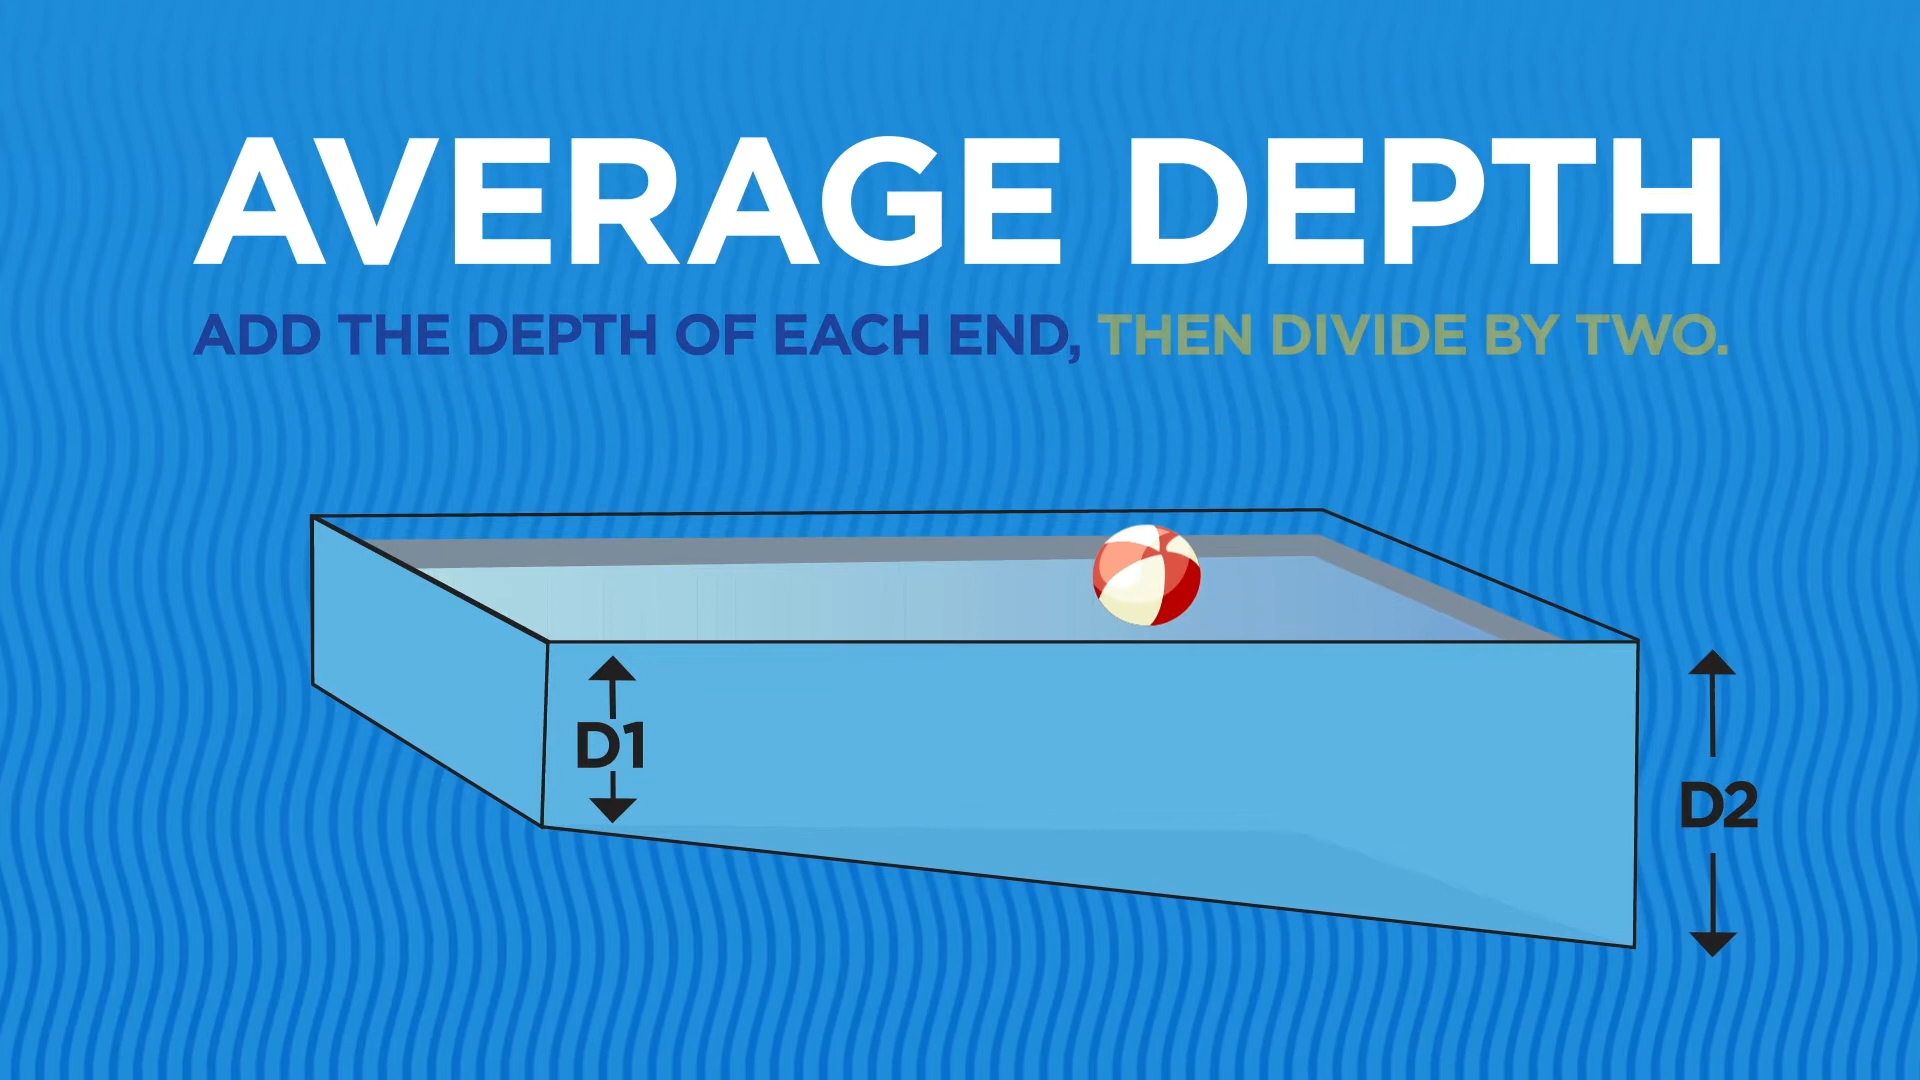 AVERAGE DEPTH
ADD THE DEPTH OF EACH END, THEN DIVIDE BY TWO.
D1
D2